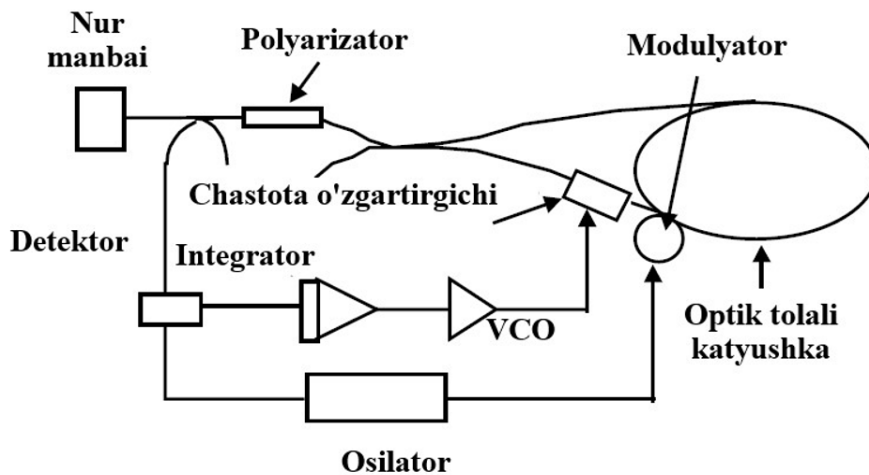 Nur
manbai
Polyarizator
Modulyator
Chastota o'zgartirgichi
Detektor
Integrator
VCO
Optik tolali
katyushka
Osilator